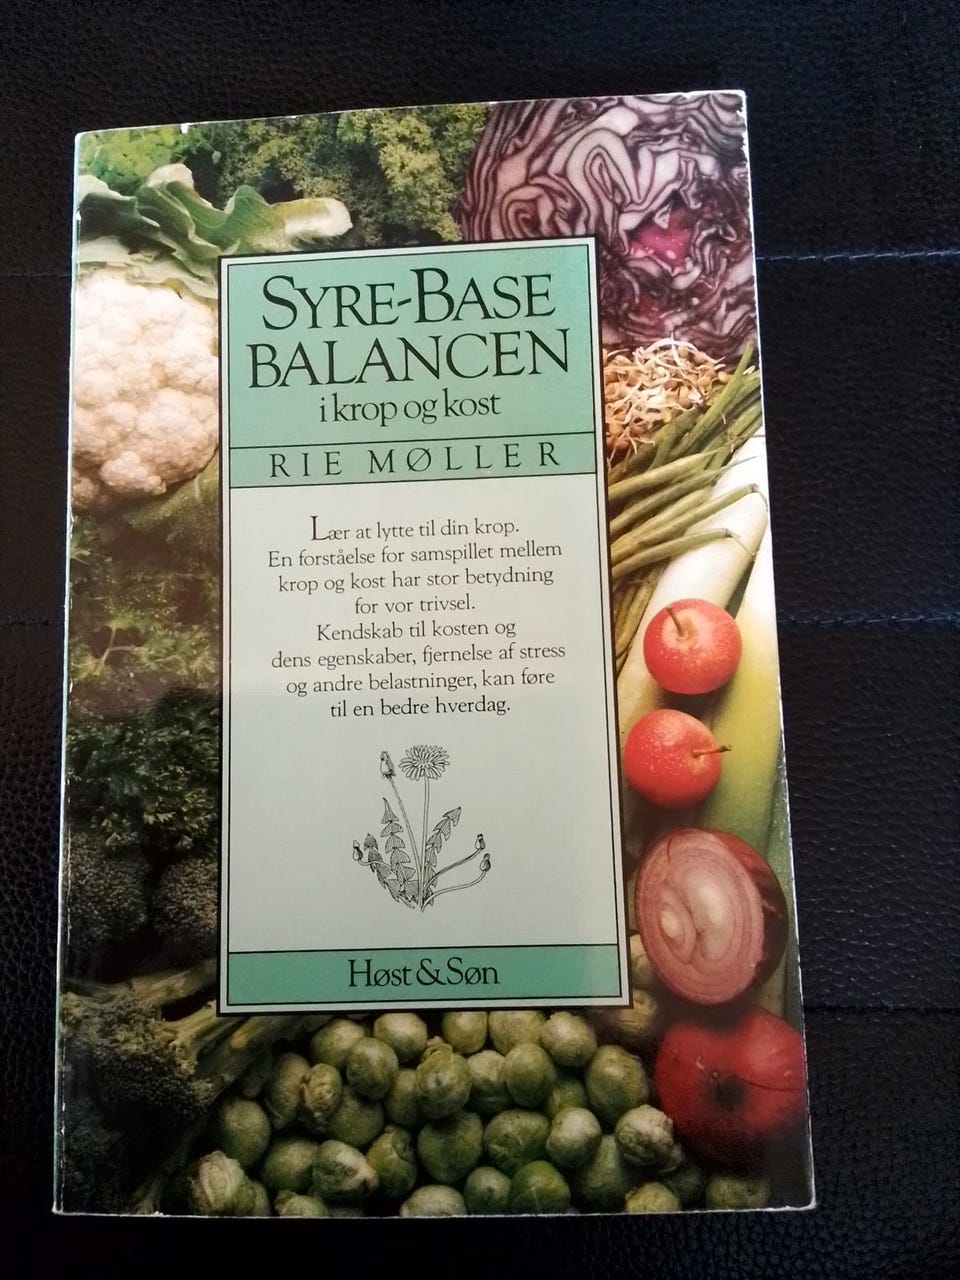 SYRE-BASE
BALANCEN
i krop og kost
RIE MØLLER
Lær at lytte til din krop.
En forståelse for samspillet mellem
krop og kost har stor betydning
for vor trivsel.
Kendskab til kosten og
dens egenskaber, fjernelse af stress
og andre belastninger, kan føre
til en bedre hverdag.
Høst & Søn